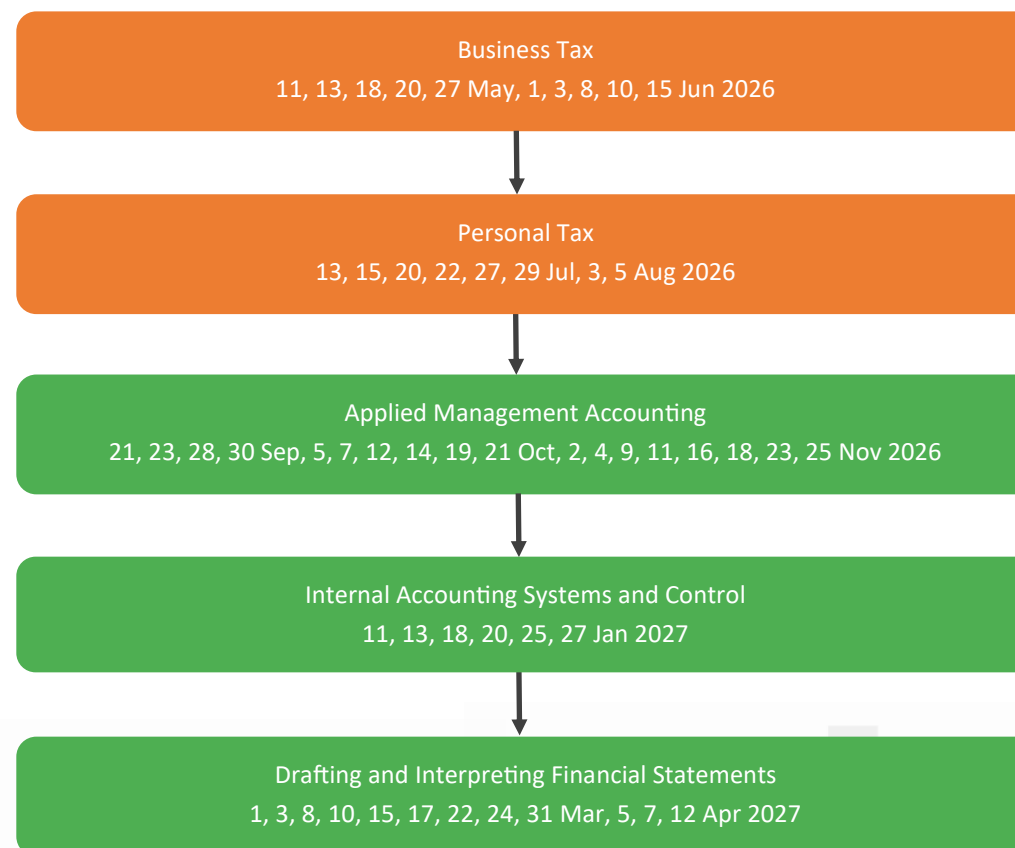 Business Tax
11, 13, 18, 20, 27 May, 1, 3, 8, 10, 15 Jun 2026
Personal Tax
13, 15, 20, 22, 27, 29 Jul, 3, 5 Aug 2026
Applied Management Accounting
21, 23, 28, 30 Sep, 5, 7, 12, 14, 19, 21 Oct, 2, 4, 9, 11, 16, 18, 23, 25 Nov 2026
Internal Accounting Systems and Control
11, 13, 18, 20, 25, 27 Jan 2027
Drafting and Interpreting Financial Statements
1, 3, 8, 10, 15, 17, 22, 24, 31 Mar, 5, 7, 12 Apr 2027